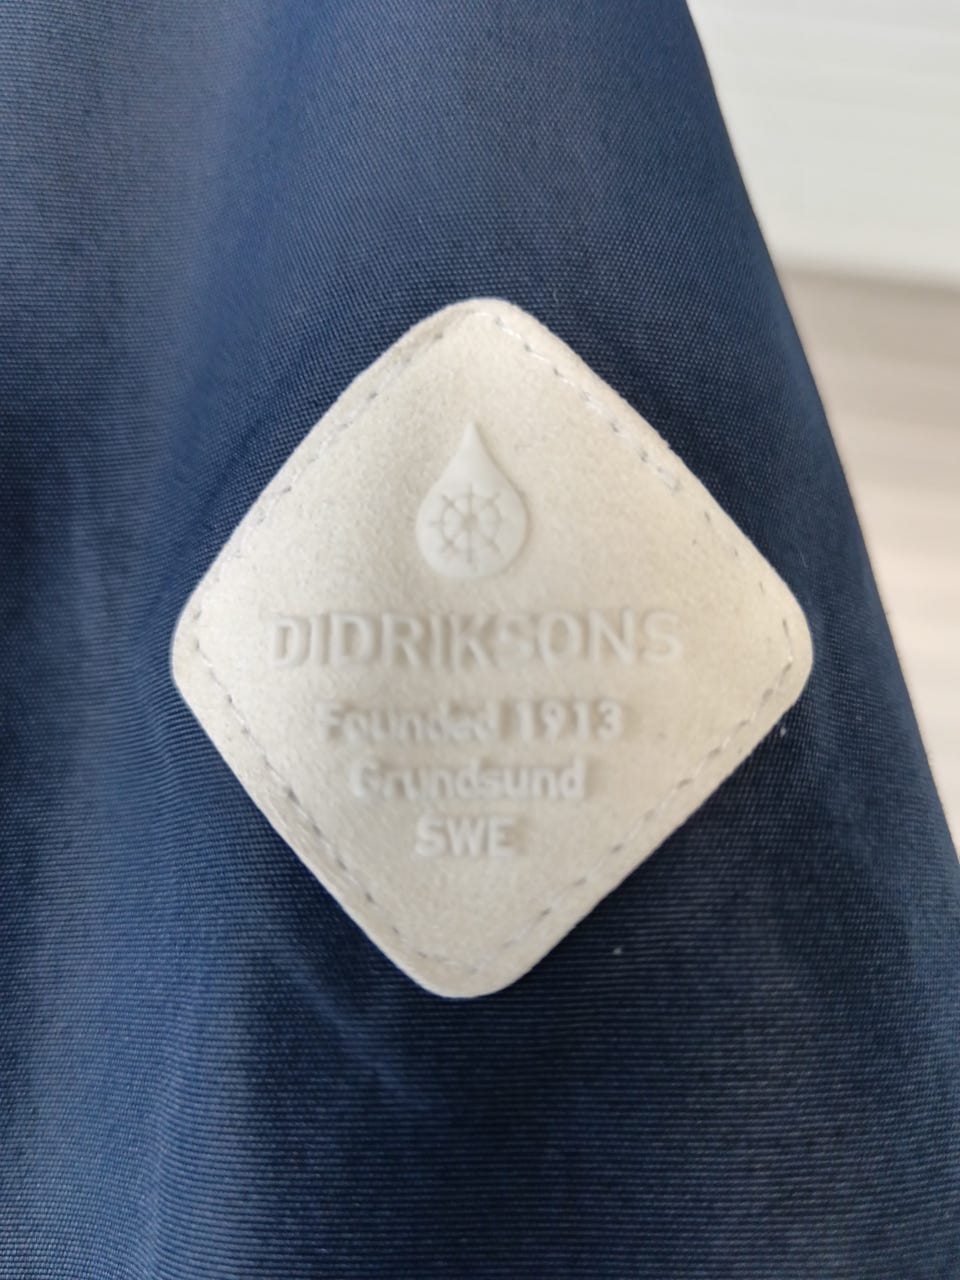 DIDRIKSONS
Founded 1913
Grundsund
SWE